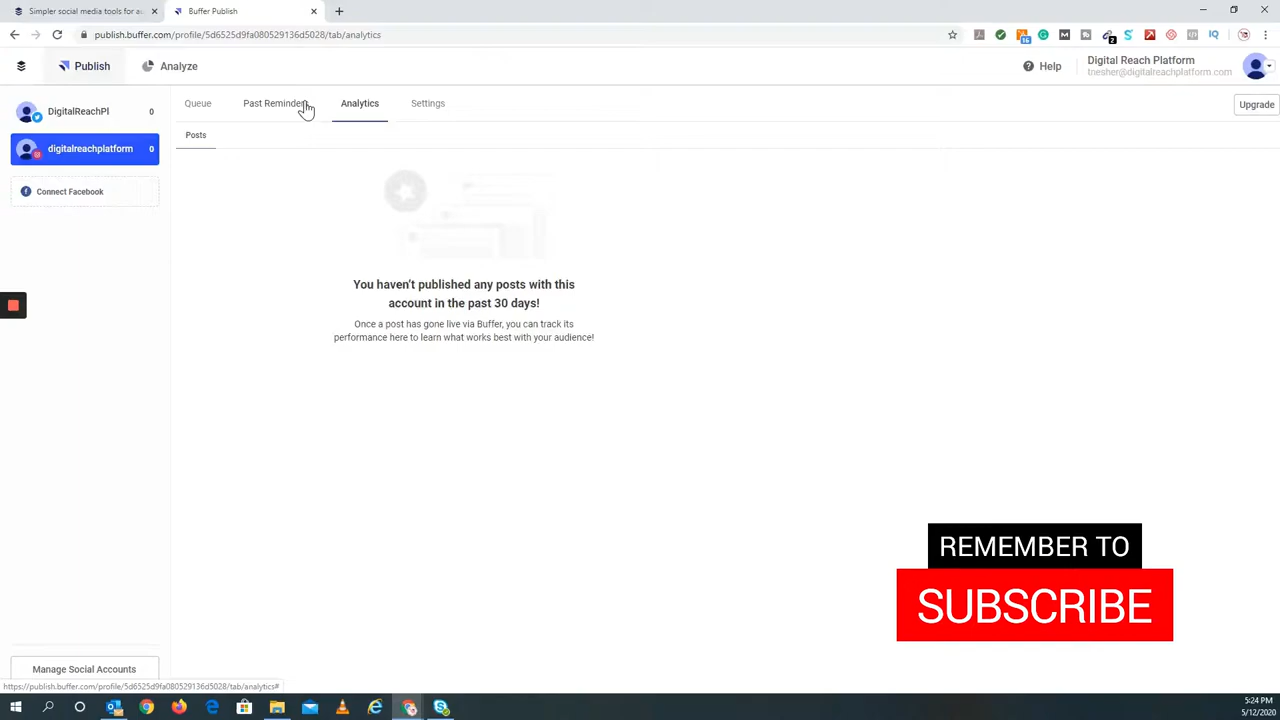 Simpler social media tools for au
Buffer Publish
publish.buffer.com/profile/5d6525d9fa080529136d5028/tab/analytics
Publish
Analyze
Help
Digital Reach Platform
tnesher@digitalreachplatform.com
DigitalReachPl 0
digitalreachplatform 0
Connect Facebook
Queue
Past Reminders
Analytics
Settings
Upgrade
Posts
You haven't published any posts with this
account in the past 30 days!
Once a post has gone live via Buffer, you can track its
performance here to learn what works best with your audience!
REMEMBER TO
SUBSCRIBE
Manage Social Accounts
https://publish.buffer.com/profile/5d6525d9fa080529136d5028/tab/analytics#
5:24 PM
5/12/2020